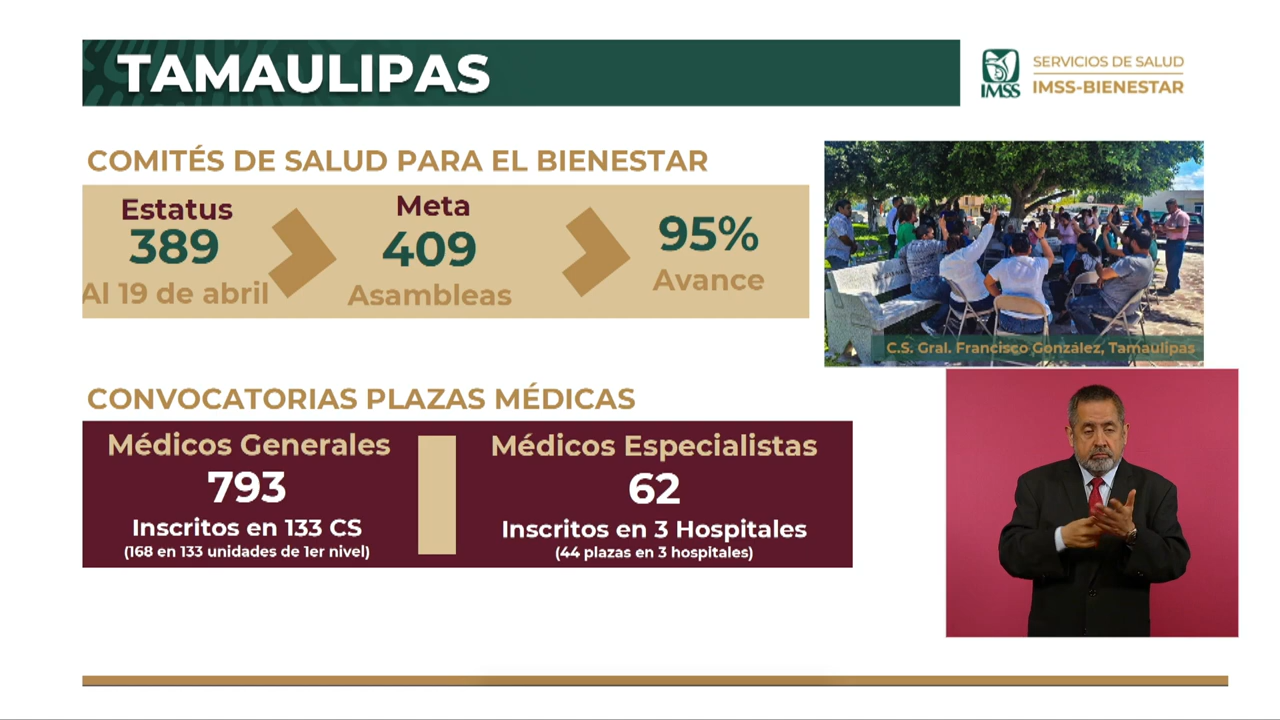 TAMAULIPAS
IMSS
SERVICIOS DE SALUD
IMSS-BIENESTAR
COMITÉS DE SALUD PARA EL BIENESTAR
Estatus
389
Al 19 de abril
Meta
409
Asambleas
95%
Avance
C.S. Gral. Francisco González, Tamaulipas
CONVOCATORIAS PLAZAS MÉDICAS
Médicos Generales
793
Inscritos en 133 CS
(168 en 133 unidades de 1er nivel)
Médicos Especialistas
62
Inscritos en 3 Hospitales
(44 plazas en 3 hospitales)